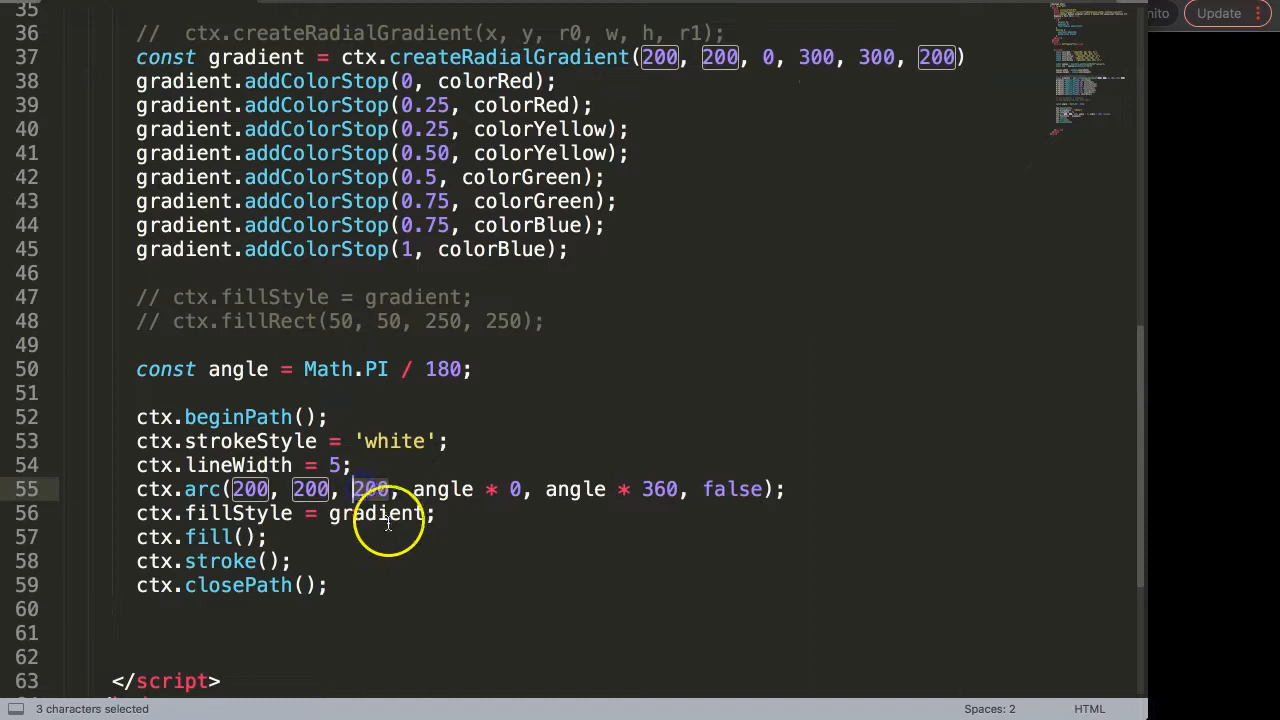 35
nito
Update
36 // ctx.createRadialGradient(x, y, r0, w, h, r1);
37 const gradient = ctx.createRadialGradient(200, 200, 0, 300, 300, 200)
38 gradient.addColorStop(0, colorRed);
39 gradient.addColorStop(0.25, colorRed);
40 gradient.addColorStop(0.25, colorYellow);
41 gradient.addColorStop(0.50, colorYellow);
42 gradient.addColorStop(0.5, colorGreen);
43 gradient.addColorStop(0.75, colorGreen);
44 gradient.addColorStop(0.75, colorBlue);
45 gradient.addColorStop(1, colorBlue);
46
47 // ctx.fillStyle = gradient;
48 // ctx.fillRect(50, 50, 250, 250);
49
50 const angle = Math.PI / 180;
51
52 ctx.beginPath();
53 ctx.strokeStyle = 'white';
54 ctx.lineWidth = 5;
55 ctx.arc(200, 200, 200, angle * 0, angle * 360, false);
56 ctx.fillStyle = gradient;
57 ctx.fill();
58 ctx.stroke();
59 ctx.closePath();
60
61
62
63 </script>
3 characters selected
Spaces: 2
HTML